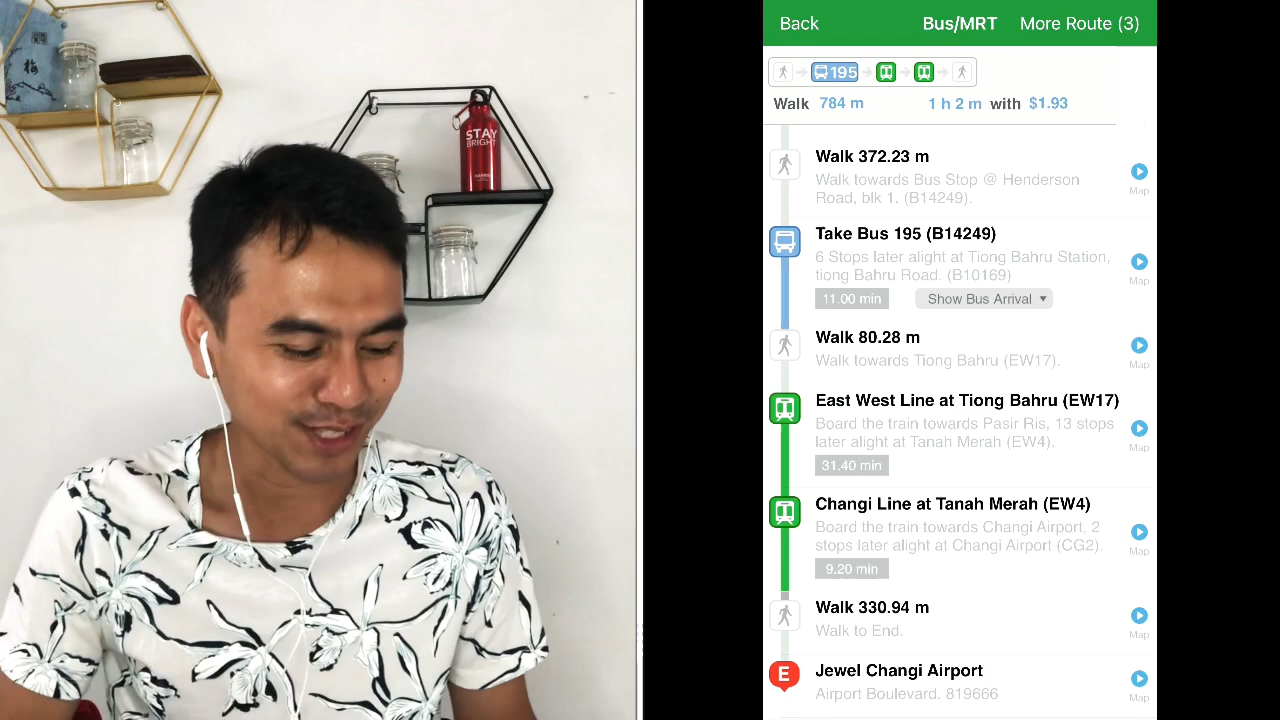 梅
STAY
BRIGHT
Back
Bus/MRT
More Route (3)
195
Walk 784 m
1 h 2 m with $1.93
Walk 372.23 m
Walk towards Bus Stop @ Henderson
Road, blk 1. (B14249).
Map
Take Bus 195 (B14249)
6 Stops later alight at Tiong Bahru Station,
tiong Bahru Road. (B10169)
Map
11.00 min
Show Bus Arrival
Walk 80.28 m
Walk towards Tiong Bahru (EW17).
Map
East West Line at Tiong Bahru (EW17)
Board the train towards Pasir Ris, 13 stops
later alight at Tanah Merah (EW4).
Map
31.40 min
Changi Line at Tanah Merah (EW4)
Board the train towards Changi Airport, 2
stops later alight at Changi Airport (CG2).
Map
9.20 min
Walk 330.94 m
Walk to End.
Map
E
Jewel Changi Airport
Airport Boulevard. 819666
Map